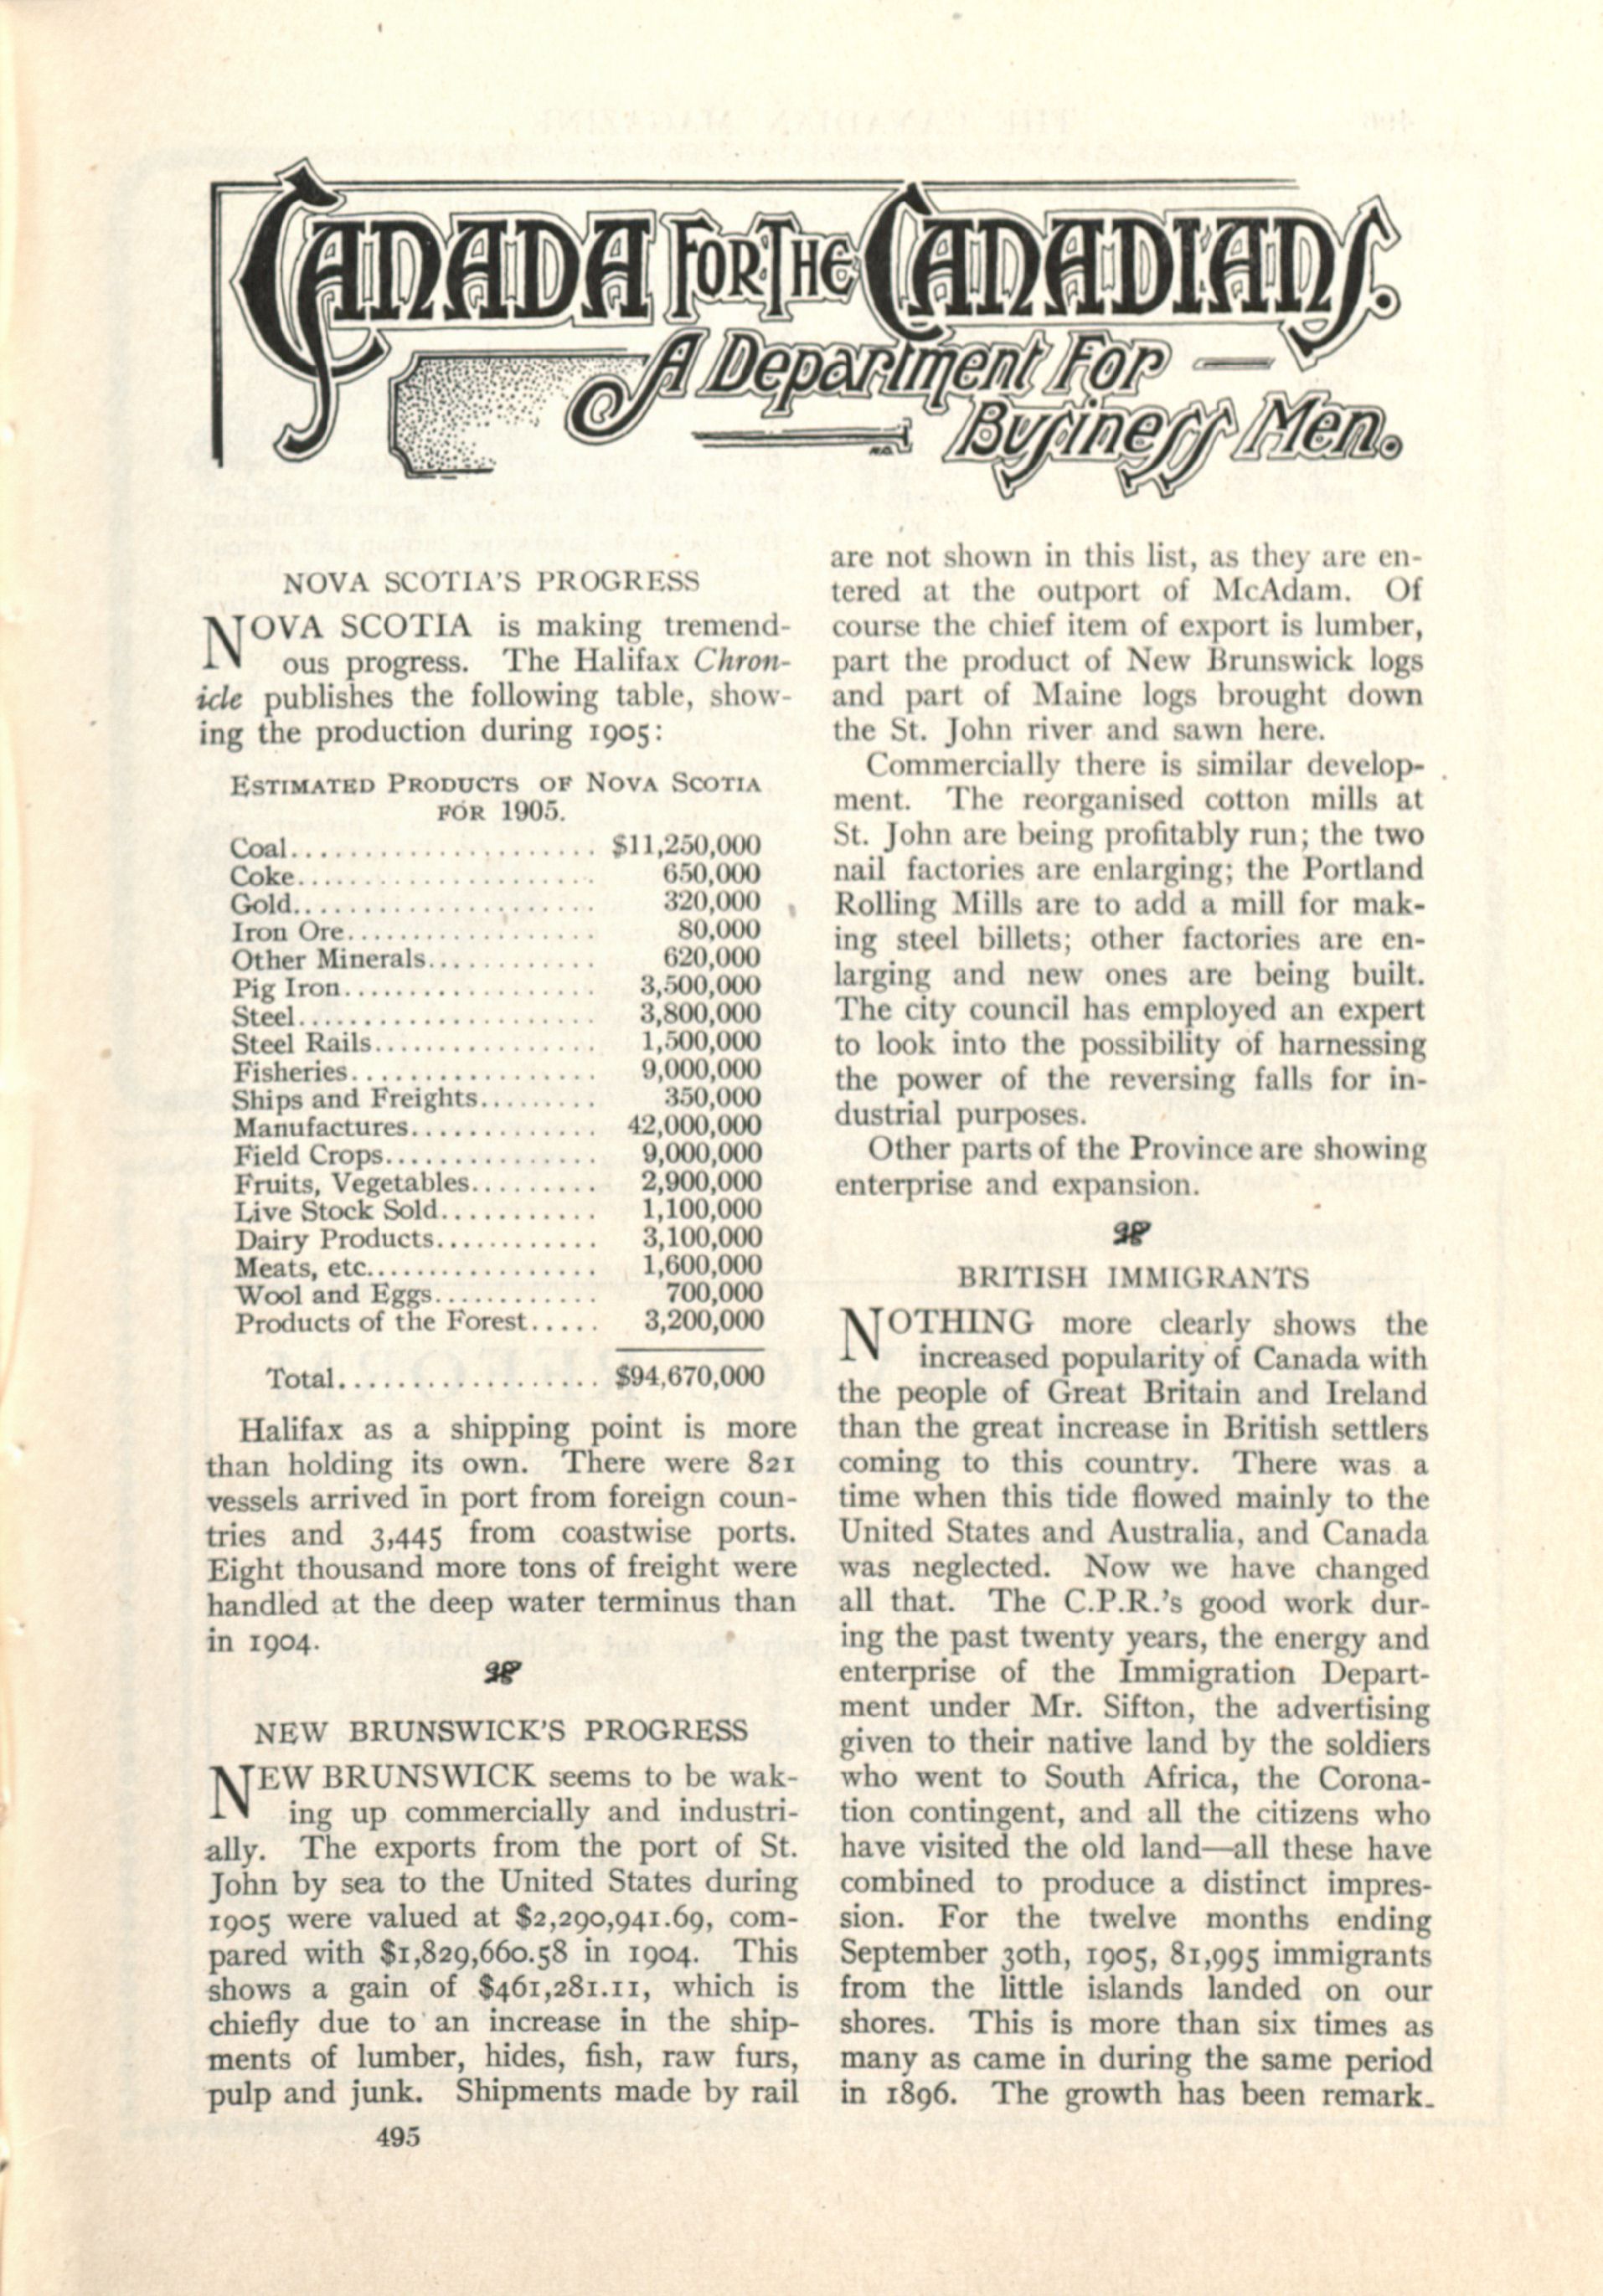 CANADA FOR THE CANADIANS.
A Department For
Business Men.
NOVA SCOTIA'S PROGRESS
NOVA SCOTIA is making tremend-
ous progress. The Halifax Chron-
icle publishes the following table, show-
ing the production during 1905:
ESTIMATED PRODUCTS OF NOVA SCOTIA
FOR 1905.
Coal...................... $11,250,000
Coke...................... 650,000
Gold...................... 320,000
Iron Ore.................. 80,000
Other Minerals............ 620,000
Pig Iron.................. 3,500,000
Steel..................... 3,800,000
Steel Rails................ 1,500,000
Fisheries.................. 9,000,000
Ships and Freights......... 350,000
Manufactures.............. 42,000,000
Field Crops............... 9,000,000
Fruits, Vegetables.......... 2,900,000
Live Stock Sold........... 1,100,000
Dairy Products............ 3,100,000
Meats, etc................. 1,600,000
Wool and Eggs............ 700,000
Products of the Forest..... 3,200,000
Total................... $94,670,000
Halifax as a shipping point is more
than holding its own. There were 821
vessels arrived in port from foreign coun-
tries and 3,445 from coastwise ports.
Eight thousand more tons of freight were
handled at the deep water terminus than
in 1904.
NEW BRUNSWICK'S PROGRESS
NEW BRUNSWICK seems to be wak-
ing up commercially and industri-
ally. The exports from the port of St.
John by sea to the United States during
1905 were valued at $2,290,941.69, com-
pared with $1,829,660.58 in 1904. This
shows a gain of $461,281.11, which is
chiefly due to an increase in the ship-
ments of lumber, hides, fish, raw furs,
pulp and junk. Shipments made by rail
are not shown in this list, as they are en-
tered at the outport of McAdam. Of
course the chief item of export is lumber,
part the product of New Brunswick logs
and part of Maine logs brought down
the St. John river and sawn here.
Commercially there is similar develop-
ment. The reorganised cotton mills at
St. John are being profitably run; the two
nail factories are enlarging; the Portland
Rolling Mills are to add a mill for mak-
ing steel billets; other factories are en-
larging and new ones are being built.
The city council has employed an expert
to look into the possibility of harnessing
the power of the reversing falls for in-
dustrial purposes.
Other parts of the Province are showing
enterprise and expansion.
BRITISH IMMIGRANTS
NOTHING more clearly shows the
increased popularity of Canada with
the people of Great Britain and Ireland
than the great increase in British settlers
coming to this country. There was a
time when this tide flowed mainly to the
United States and Australia, and Canada
was neglected. Now we have changed
all that. The C.P.R.'s good work dur-
ing the past twenty years, the energy and
enterprise of the Immigration Depart-
ment under Mr. Sifton, the advertising
given to their native land by the soldiers
who went to South Africa, the Corona-
tion contingent, and all the citizens who
have visited the old land—all these have
combined to produce a distinct impres-
sion. For the twelve months ending
September 30th, 1905, 81,995 immigrants
from the little islands landed on our
shores. This is more than six times as
many as came in during the same period
in 1896. The growth has been remark-
495